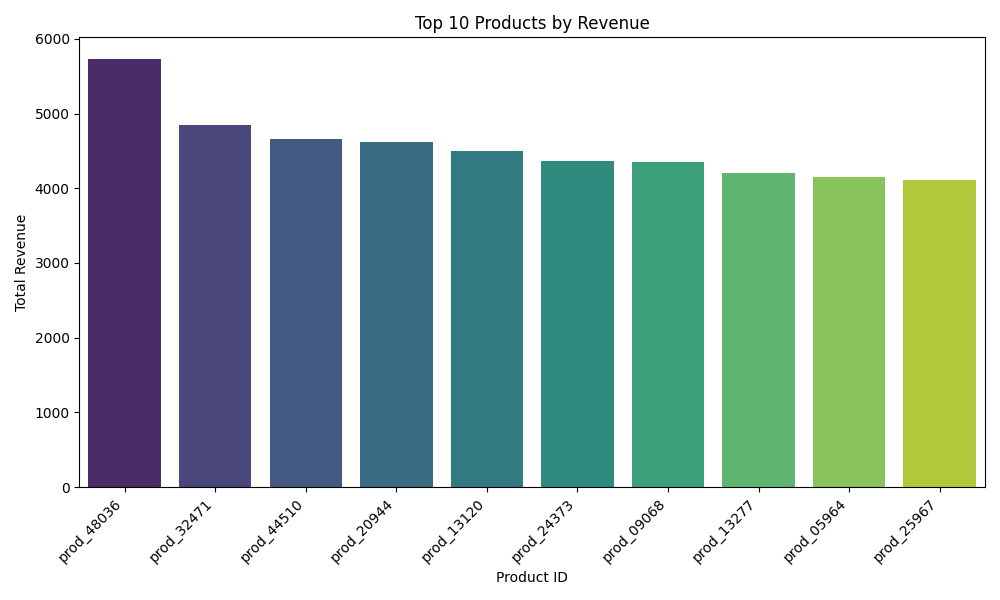 Top 10 Products by Revenue
Total Revenue
6000
5000
4000
3000
2000
1000
0
prod_48036
prod_32471
prod_44510
prod_20944
prod_13120
prod_24373
prod_09068
prod_13277
prod_05964
prod_25967
Product ID